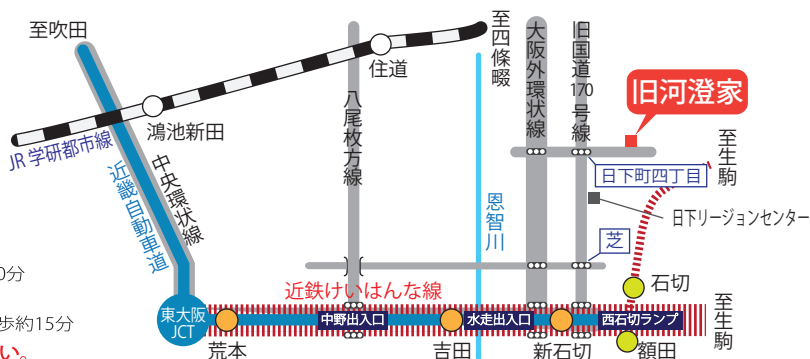 至吹田
至四條畷
大阪外環状線
旧国道170号線
住道
八尾枚方線
旧河澄家
鴻池新田
JR 学研都市線
中央環状線
近畿自動車道
至生駒
日下町四丁目
恩智川
日下リージョンセンター
芝
0分
近鉄けいはんな線
石切
東大阪
JCT
中野出入口
水走出入口
西石切ランプ
至生駒
歩約15分
い。
荒本
吉田
新石切
額田